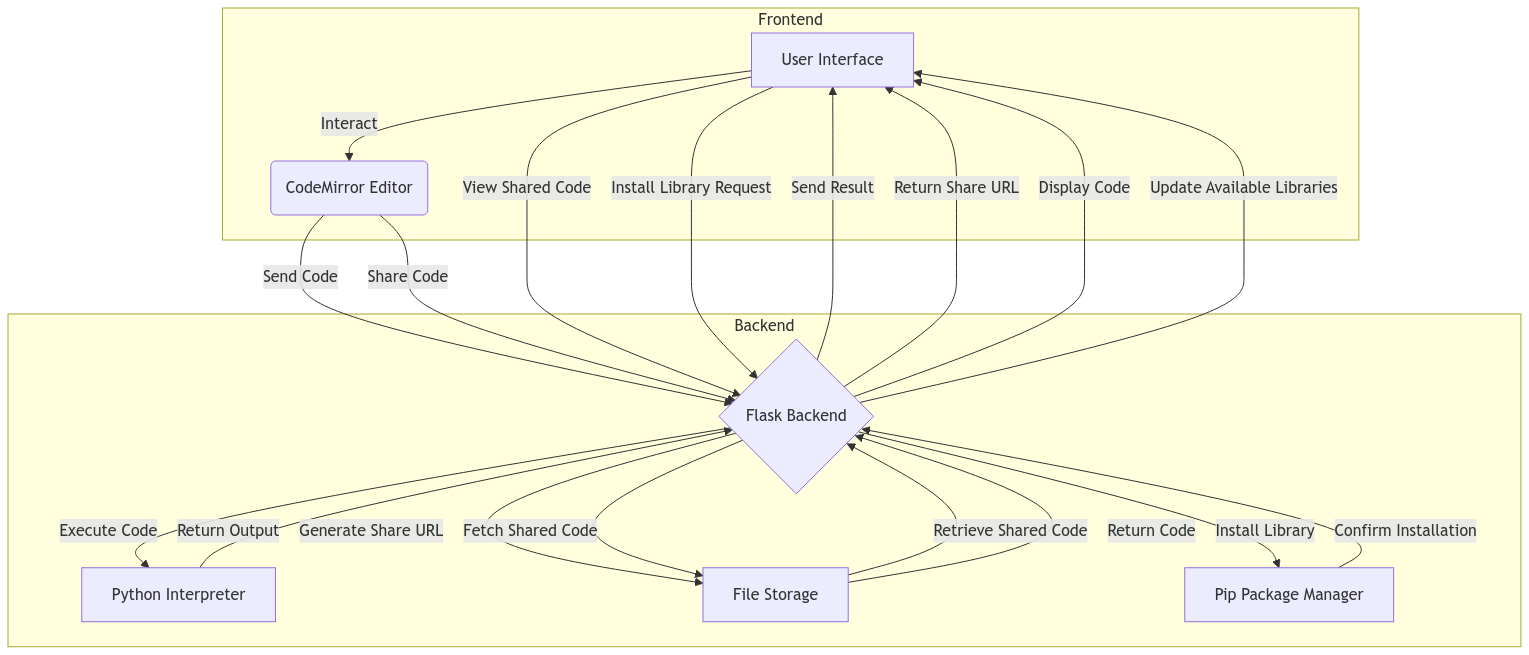 Frontend
User Interface
Interact
CodeMirror Editor
View Shared Code
Install Library Request
Send Result
Return Share URL
Display Code
Update Available Libraries
Send Code
Share Code
Backend
Flask Backend
Execute Code
Return Output
Generate Share URL
Fetch Shared Code
Retrieve Shared Code
Return Code
Install Library
Confirm Installation
Python Interpreter
File Storage
Pip Package Manager